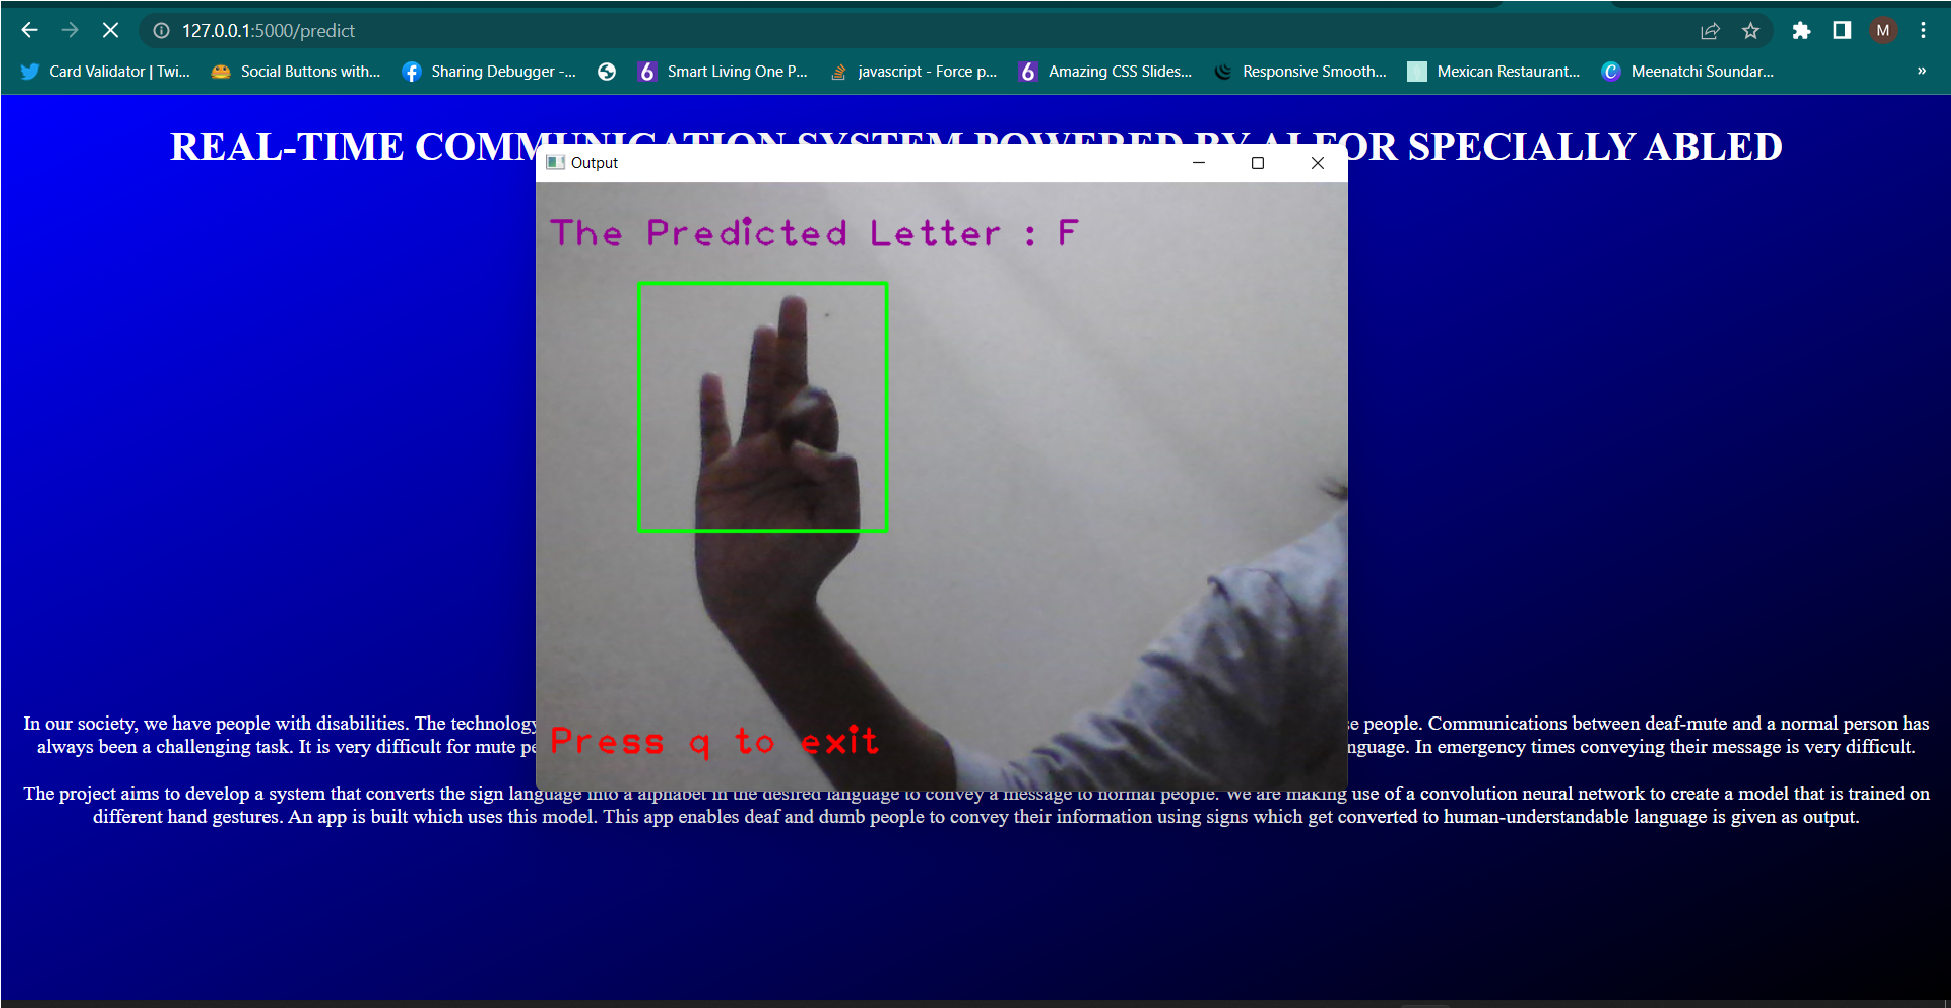 127.0.0.1:5000/predict
M
Card Validator | Twi...
Social Buttons with...
Sharing Debugger -...
Smart Living One P...
javascript - Force p...
Amazing CSS Slides...
Responsive Smooth...
Mexican Restaurant...
Meenatchi Soundar...
»
REAL-TIME COMMUNICATION SYSTEM POWERED BY AI FOR SPECIALLY ABLED
Output
The Predicted Letter : F
Press q to exit
In our society, we have people with disabilities. The technology people. Communications between deaf-mute and a normal person has
always been a challenging task. It is very difficult for mute In emergency times conveying their message is very difficult.
The project aims to develop a system that converts the sign language into a alphabet in the desired language to convey a message to normal people. We are making use of a convolution neural network to create a model that is trained on
different hand gestures. An app is built which uses this model. This app enables deaf and dumb people to convey their information using signs which get converted to human-understandable language is given as output.